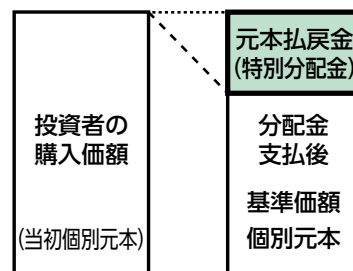 投資者の
購入価額
(当初個別元本)
元本払戻金
(特別分配金)
分配金
支払後
基準価額
個別元本